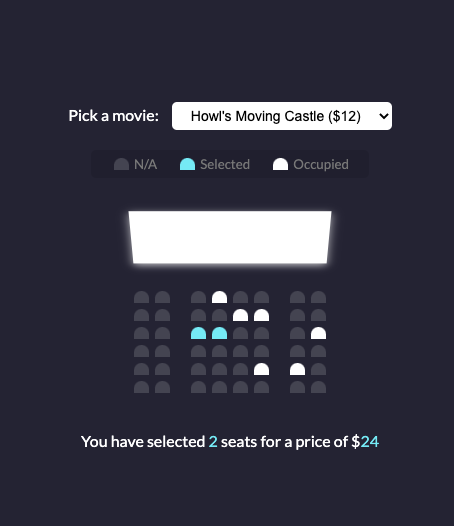 Pick a movie: Howl's Moving Castle ($12)
N/A Selected Occupied
You have selected 2 seats for a price of $24